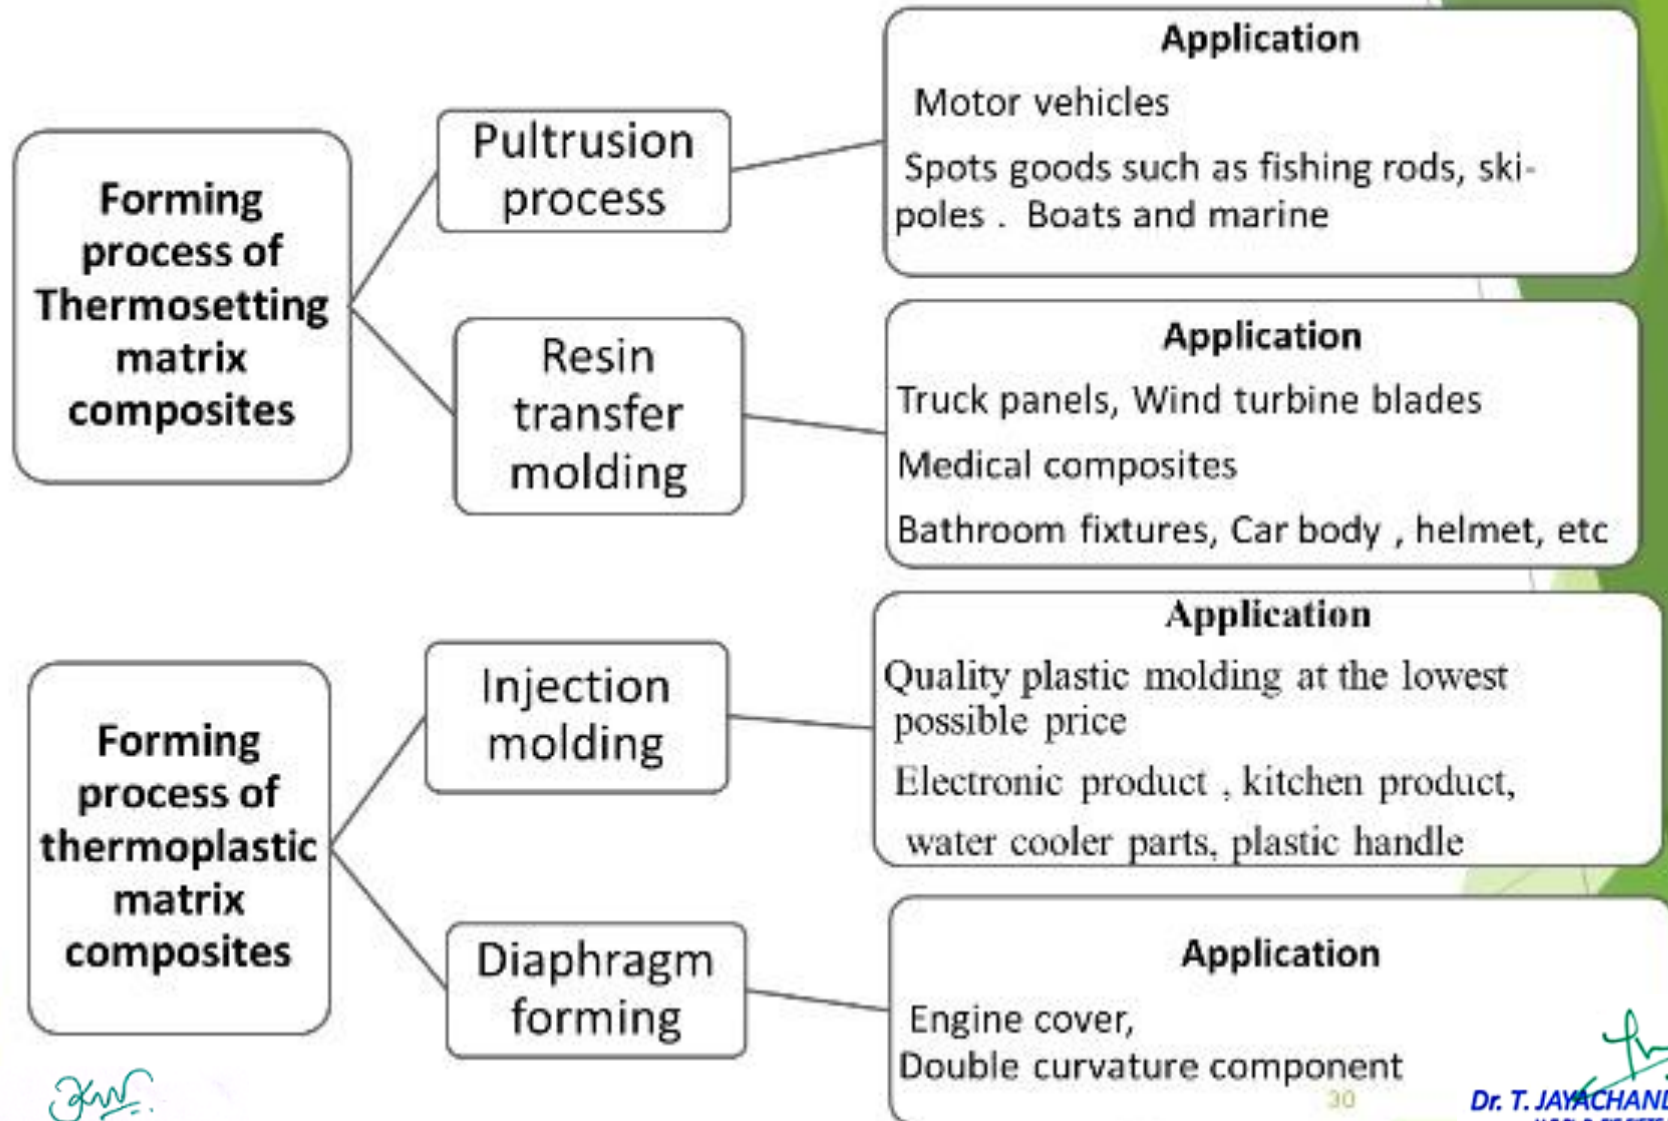 Forming
process of
Thermosetting
matrix
composites
Pultrusion
process
Application
Motor vehicles
Spots goods such as fishing rods, ski-
poles . Boats and marine
Resin
transfer
molding
Application
Truck panels, Wind turbine blades
Medical composites
Bathroom fixtures, Car body , helmet, etc
Forming
process of
thermoplastic
matrix
composites
Injection
molding
Application
Quality plastic molding at the lowest
possible price
Electronic product , kitchen product,
water cooler parts, plastic handle
Diaphragm
forming
Application
Engine cover,
Double curvature component
30
Dr. T. JAYACHAND